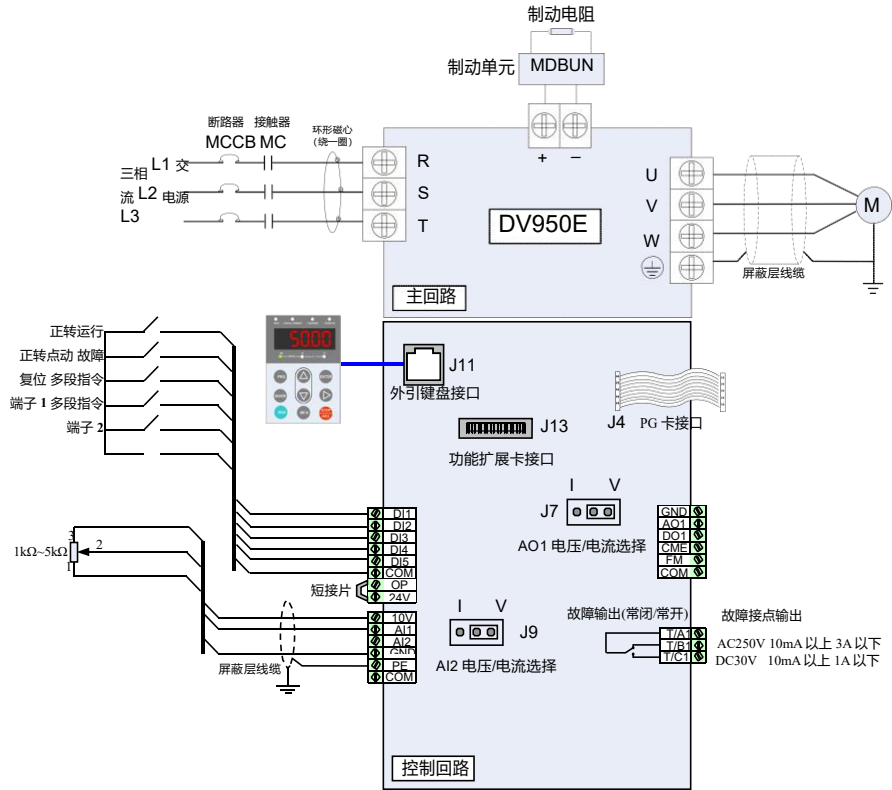 制动电阻
制动单元
MDBUN
+ −
断路器 接触器
MCCB MC
环形磁心
(绕一圈)
三相 L1 交
流 L2 电源
L3
R
S
T
DV950E
主回路
U
V
W
M
屏蔽层线缆
正转运行
正转点动 故障
复位 多段指令
端子 1 多段指令
端子 2
5000
J11
外引键盘接口
J13
功能扩展卡接口
J4 PG 卡接口
I V
J7
AO1 电压/电流选择
3
1kΩ~5kΩ
2
1
DI1
DI2
DI3
DI4
DI5
COM
OP
24V
短接片
10V
AI1
AI2
GND
PE
COM
屏蔽层线缆
I V
J9
AI2 电压/电流选择
GND
AO1
DO1
CME
FM
COM
故障输出(常闭/常开)
故障接点输出
T/A1
T/B1
T/C1
AC250V 10mA 以上 3A 以下
DC30V 10mA 以上 1A 以下
控制回路